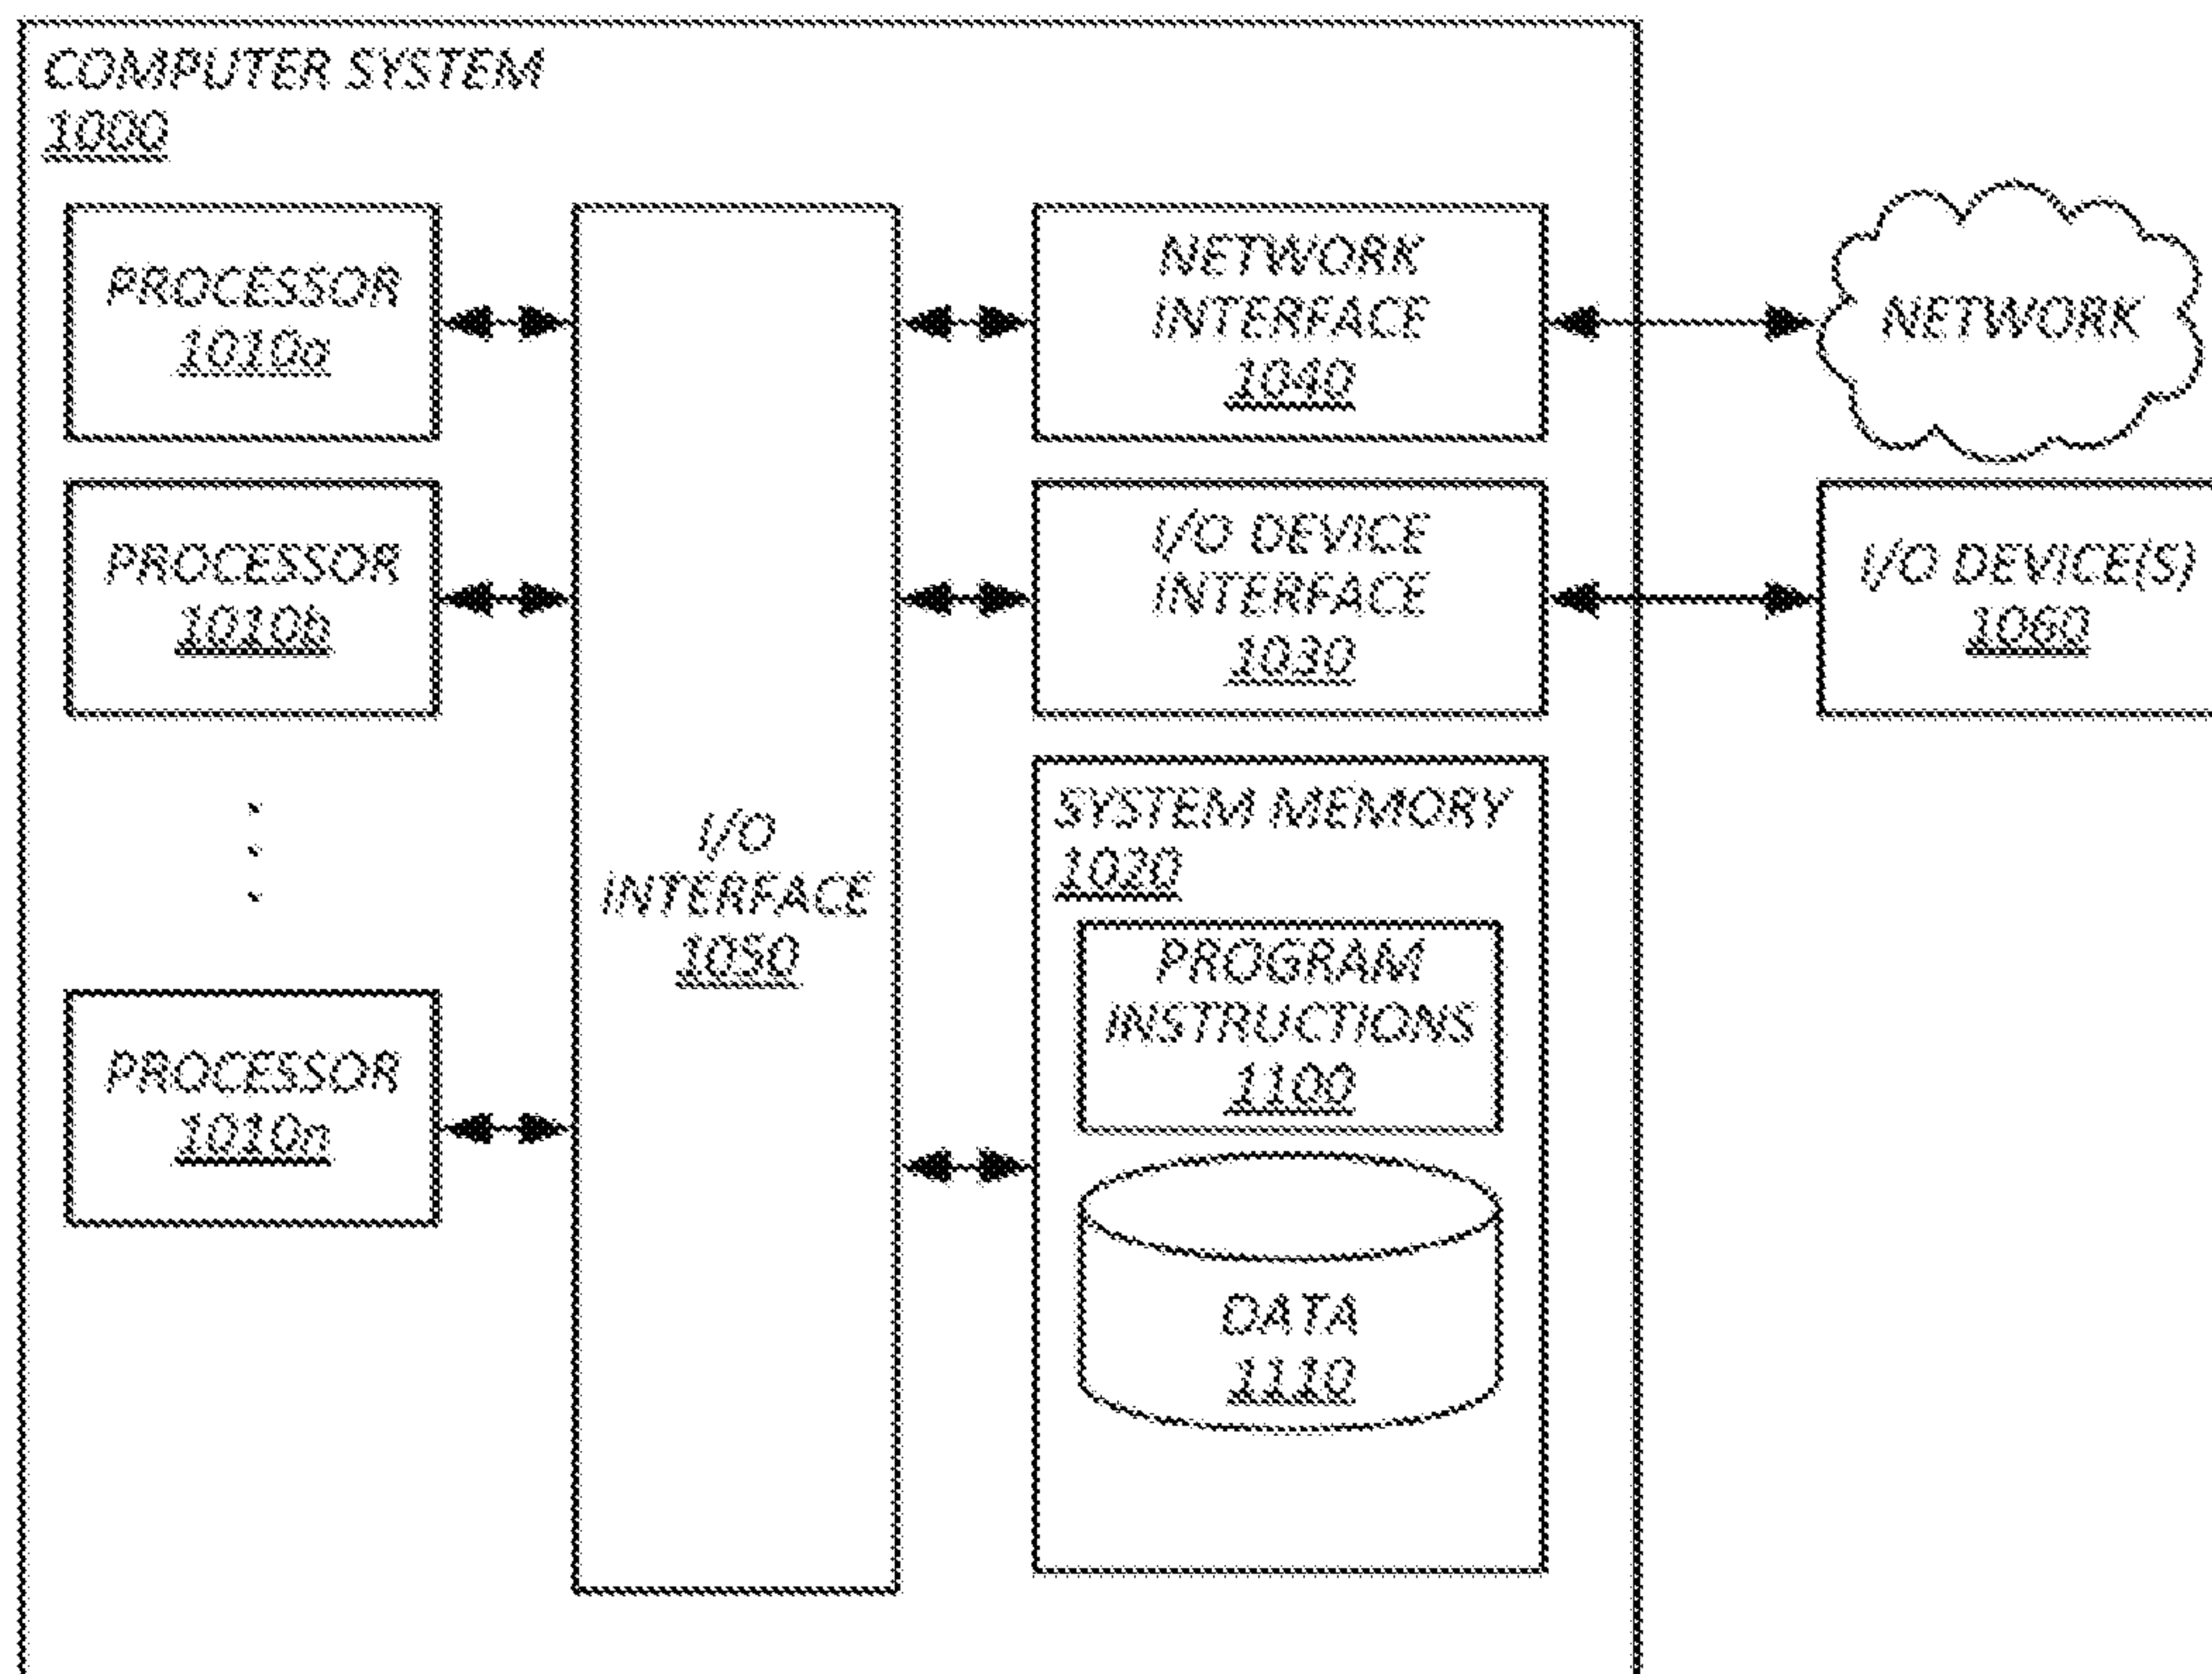 COMPUTER SYSTEM
1000
PROCESSOR
1010a
PROCESSOR
1010b
PROCESSOR
1010n
I/O
INTERFACE
1050
NETWORK
INTERFACE
1040
I/O DEVICE
INTERFACE
1030
SYSTEM MEMORY
1020
PROGRAM
INSTRUCTIONS
1100
DATA
1110
NETWORK
I/O DEVICE(S)
1060